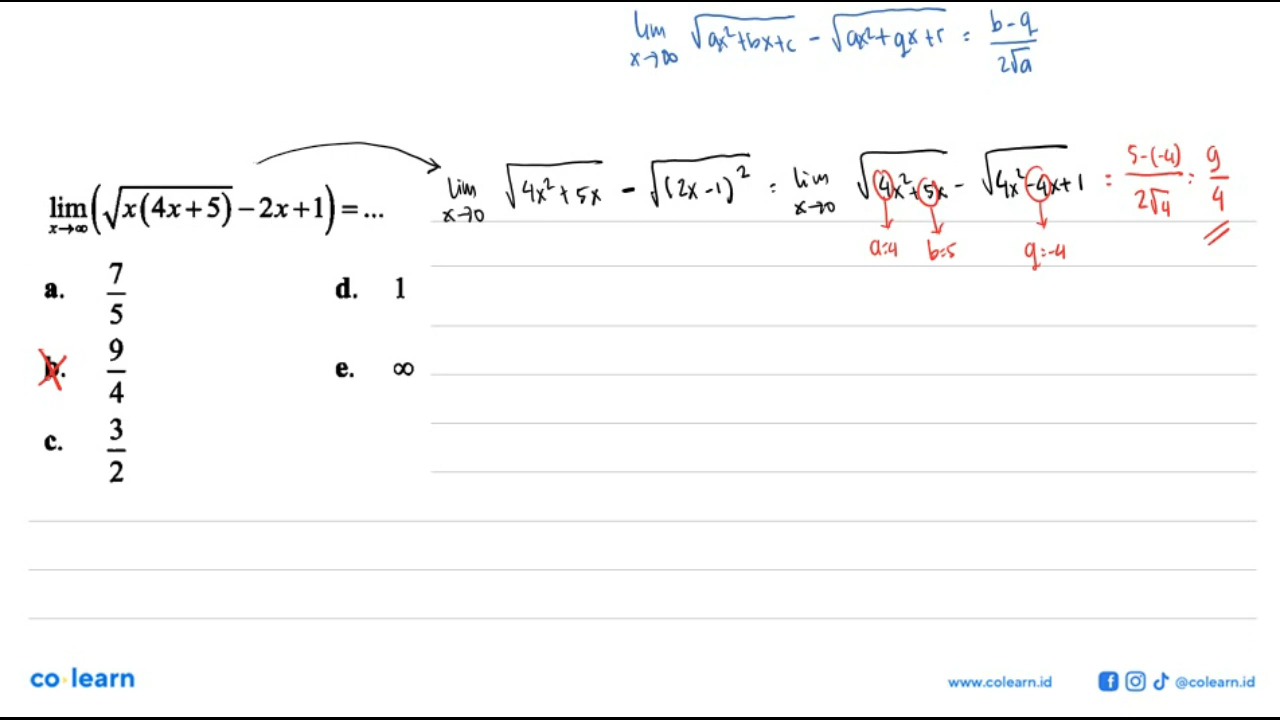 lim x→∞ √(ax²+bx+c) - √(ax²+qx+r) = (b-q)/(2√a)
lim x→∞ (√(x(4x+5)) - 2x+1) = ...
lim x→0 √(4x²+5x) - √((2x-1)²) = lim x→0 √(4x²+5x) - √(4x²-4x+1) = (5-(-4))/(2√4) = 9/4
a=4 b=5 q=-4
a. 7/5
d. 1
b. 9/4
e. ∞
c. 3/2
co·learn
www.colearn.id
@colearn.id